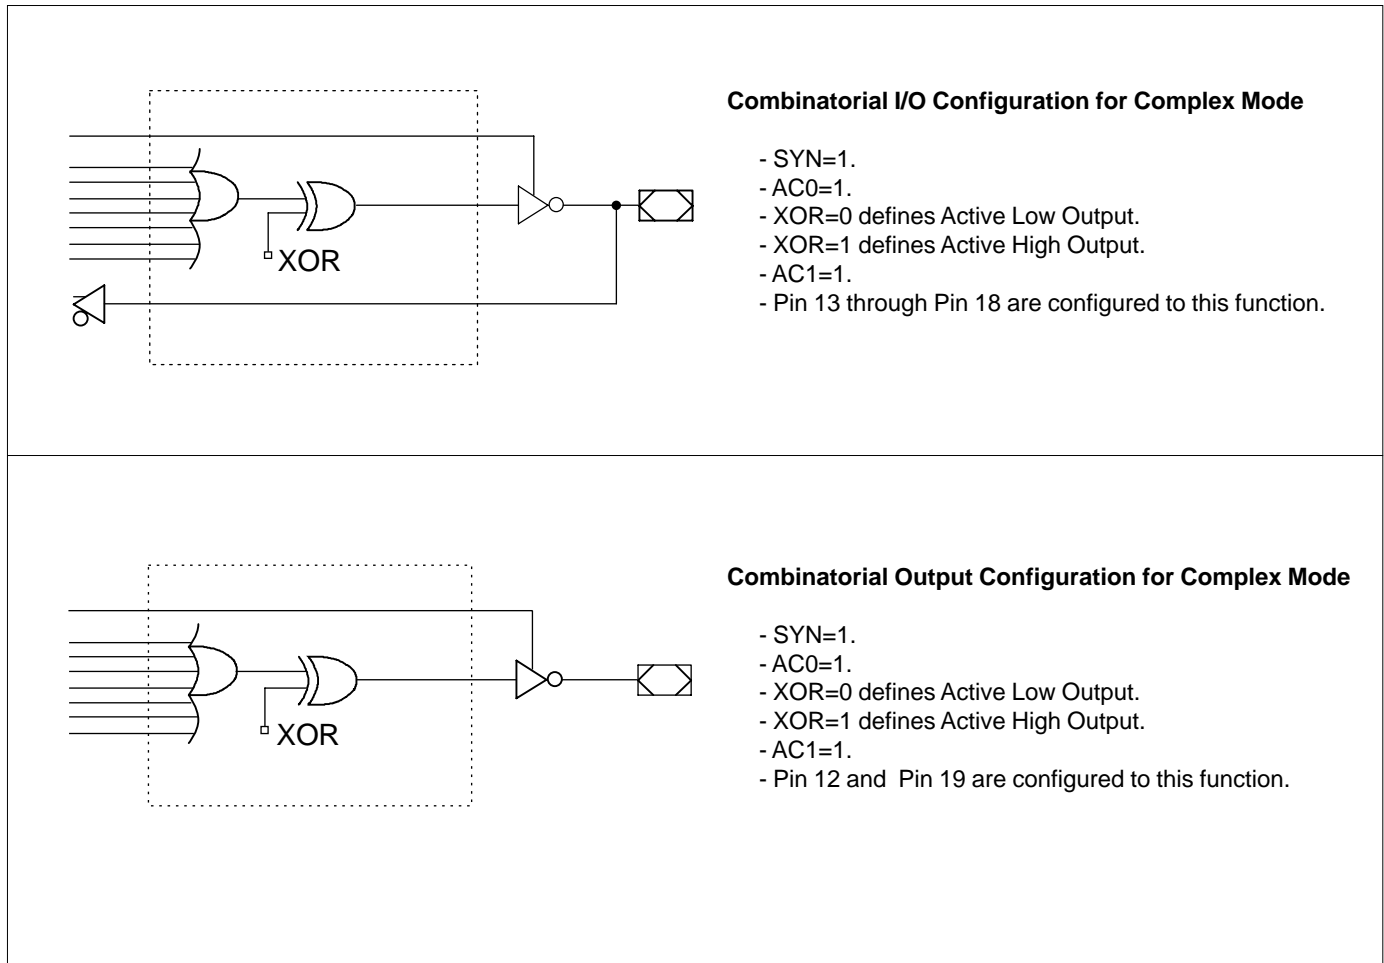 Combinatorial I/O Configuration for Complex Mode
- SYN=1.
- AC0=1.
- XOR=0 defines Active Low Output.
- XOR=1 defines Active High Output.
- AC1=1.
- Pin 13 through Pin 18 are configured to this function.
XOR
Combinatorial Output Configuration for Complex Mode
- SYN=1.
- AC0=1.
- XOR=0 defines Active Low Output.
- XOR=1 defines Active High Output.
- AC1=1.
- Pin 12 and  Pin 19 are configured to this function.
XOR